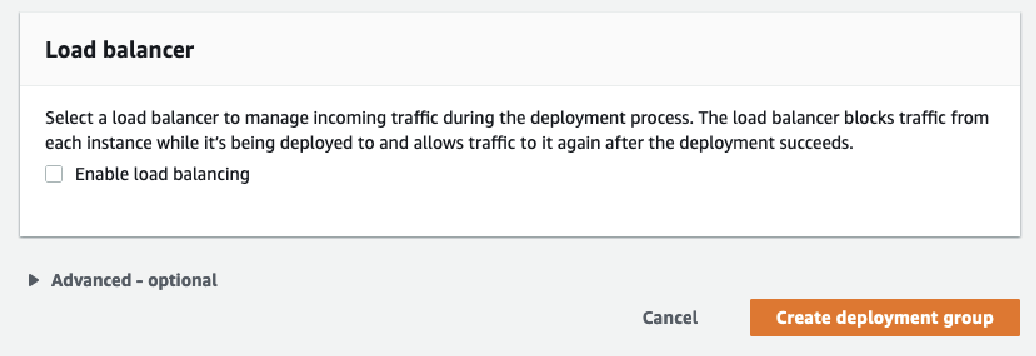 Load balancer
Select a load balancer to manage incoming traffic during the deployment process. The load balancer blocks traffic from
each instance while it's being deployed to and allows traffic to it again after the deployment succeeds.
Enable load balancing
Advanced - optional
Cancel
Create deployment group